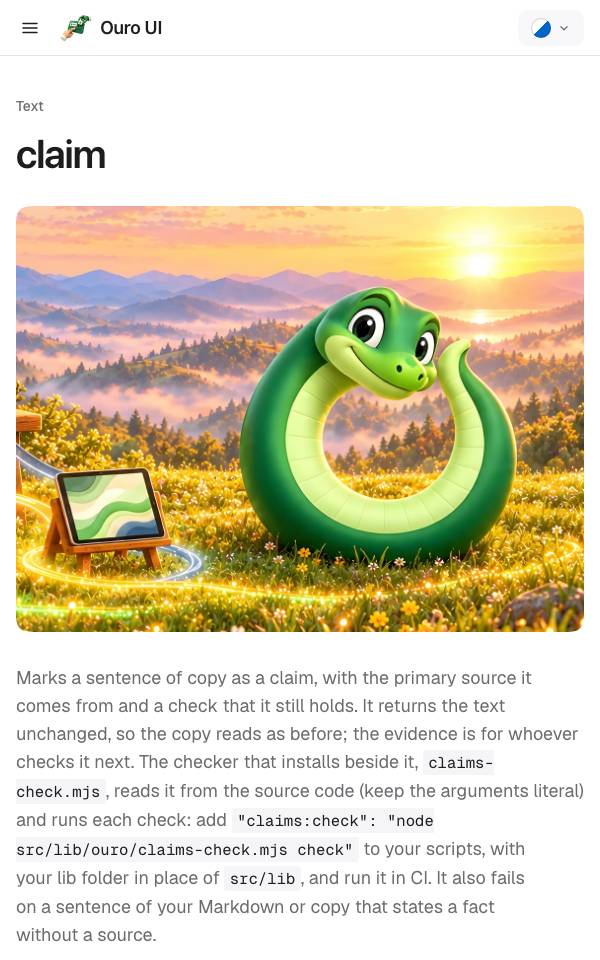 Ouro UI
Text
claim
Marks a sentence of copy as a claim, with the primary source it
comes from and a check that it still holds. It returns the text
unchanged, so the copy reads as before; the evidence is for whoever
checks it next. The checker that installs beside it, claims-
check.mjs, reads it from the source code (keep the arguments literal)
and runs each check: add "claims:check": "node
src/lib/ouro/claims-check.mjs check" to your scripts, with
your lib folder in place of src/lib, and run it in CI. It also fails
on a sentence of your Markdown or copy that states a fact
without a source.